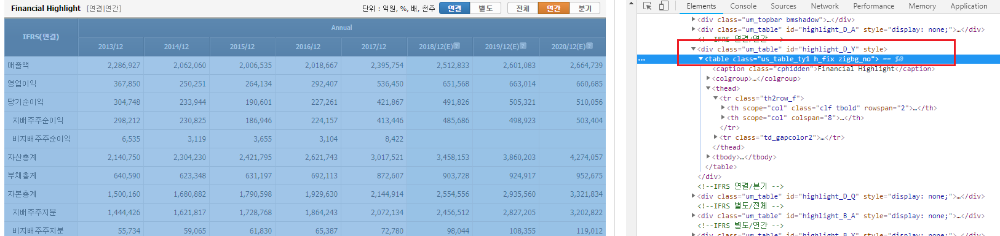 Financial Highlight [연결|연간] 단위 : 억원, %, 배, 천주 연결 별도 전체 연간 분기
IFRS(연결) Annual
2013/12 2014/12 2015/12 2016/12 2017/12 2018/12(E) 2019/12(E) 2020/12(E)
매출액 2,286,927 2,062,060 2,006,535 2,018,667 2,395,754 2,512,833 2,601,083 2,664,739
영업이익 367,850 250,251 264,134 292,407 536,450 651,568 663,014 660,685
당기순이익 304,748 233,944 190,601 227,261 421,867 491,826 505,321 510,056
지배주주순이익 298,212 230,825 186,946 224,157 413,446 485,686 498,923 503,404
비지배주주순이익 6,535 3,119 3,655 3,104 8,422
자산총계 2,140,750 2,304,230 2,421,795 2,621,743 3,017,521 3,458,153 3,860,203 4,274,057
부채총계 640,590 623,348 631,197 692,113 872,607 903,728 924,917 952,675
자본총계 1,500,160 1,680,882 1,790,598 1,929,630 2,144,914 2,554,556 2,935,560 3,321,834
지배주주지분 1,444,426 1,621,817 1,728,768 1,864,243 2,072,134 2,456,512 2,827,205 3,202,822
비지배주주지분 55,734 59,065 61,830 65,387 72,780 98,044 108,355 119,012
Elements Console Sources Network Performance Memory Application
<div class="um_topbar bmshadow">…</div>
<div class="um_table" id="highlight_D_A" style="display: none;">…</div>
<!--IFRS 연결/연간 -->
<div class="um_table" id="highlight_D_Y" style>
<table class="us_table_ty1 h_fix zigbg_no"> == $0
<caption class="cphidden">Financial Highlight</caption>
<colgroup>…</colgroup>
<thead>
<tr class="th2row_f">
<th scope="col" class="clf tbold" rowspan="2">…</th>
<th scope="col" colspan="8">…</th>
</tr>
<tr class="td_gapcolor2">…</tr>
</thead>
<tbody>…</tbody>
</table>
</div>
<!--IFRS 연결/분기 -->
<div class="um_table" id="highlight_D_Q" style="display: none;">…</div>
<!--IFRS 별도/전체 -->
<div class="um_table" id="highlight_B_A" style="display: none;">…</div>
<!--IFRS 별도/연간 -->
<div class="um_table" id="highlight_B_Y" style="display: none;">…</div>